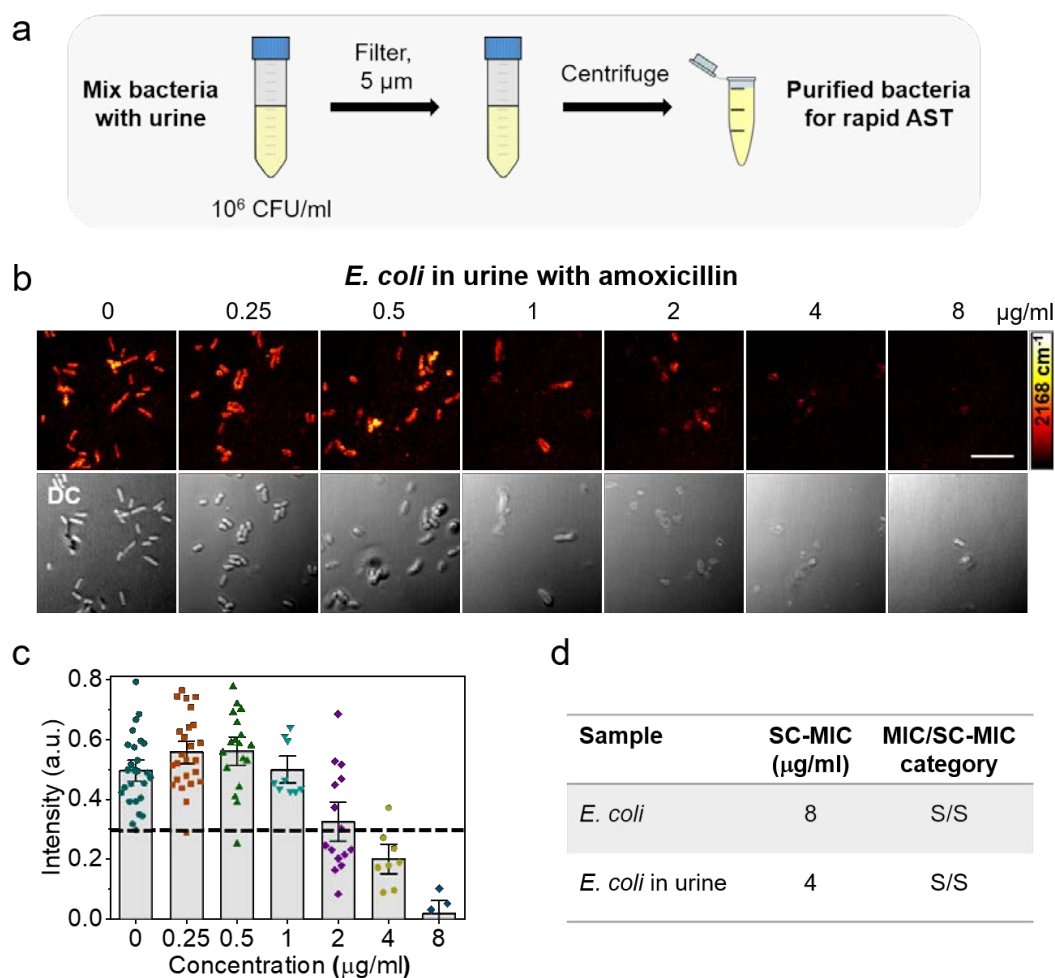 a
Mix bacteria
with urine
10⁶ CFU/ml
Filter,
5 µm
Centrifuge
Purified bacteria
for rapid AST
b
E. coli in urine with amoxicillin
0 0.25 0.5 1 2 4 8 µg/ml
2168 cm⁻¹
DC
c
Intensity (a.u.)
0.8
0.6
0.4
0.2
0.0
0 0.25 0.5 1 2 4 8
Concentration (µg/ml)
d
Sample SC-MIC (µg/ml) MIC/SC-MIC category
E. coli 8 S/S
E. coli in urine 4 S/S